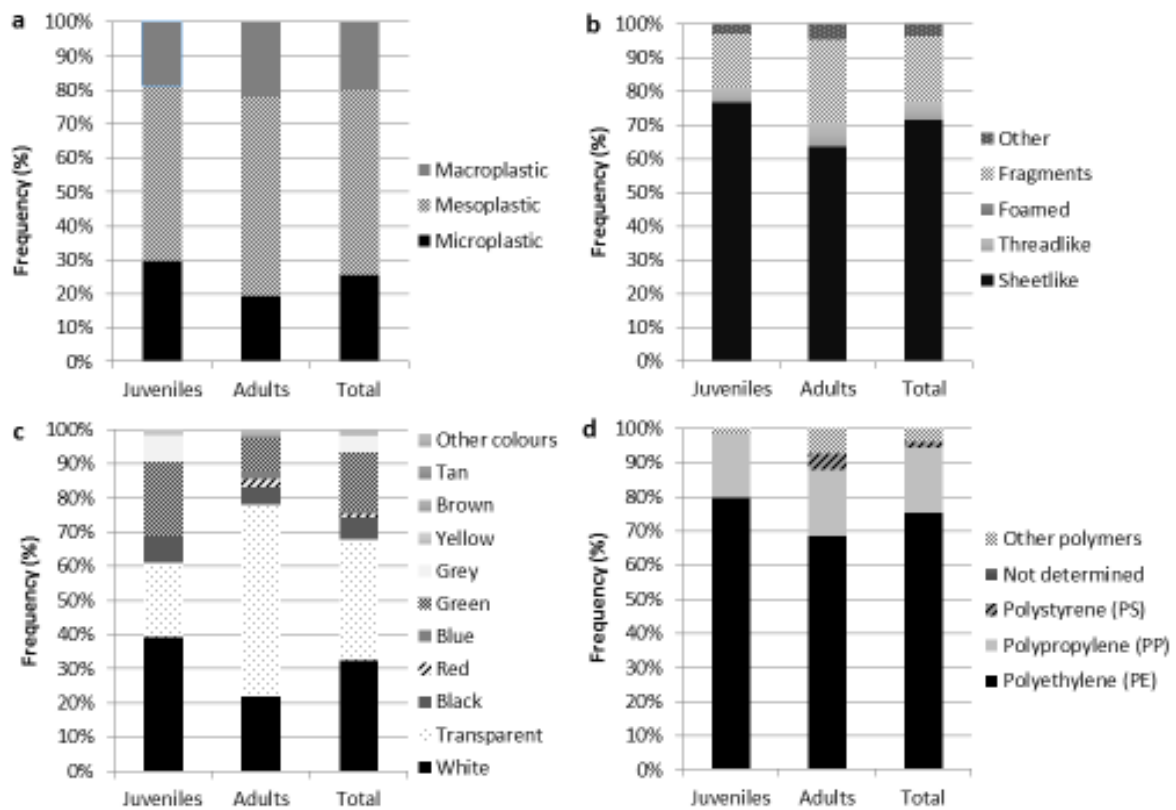 a
100%
90%
80%
70%
60%
50%
40%
30%
20%
10%
0%
Frequency (%)
Juveniles Adults Total
Macroplastic
Mesoplastic
Microplastic
b
100%
90%
80%
70%
60%
50%
40%
30%
20%
10%
0%
Frequency (%)
Juveniles Adults Total
Other
Fragments
Foamed
Threadlike
Sheetlike
c
100%
90%
80%
70%
60%
50%
40%
30%
20%
10%
0%
Frequency (%)
Juveniles Adults Total
Other colours
Tan
Brown
Yellow
Grey
Green
Blue
Red
Black
Transparent
White
d
100%
90%
80%
70%
60%
50%
40%
30%
20%
10%
0%
Frequency (%)
Juveniles Adults Total
Other polymers
Not determined
Polystyrene (PS)
Polypropylene (PP)
Polyethylene (PE)